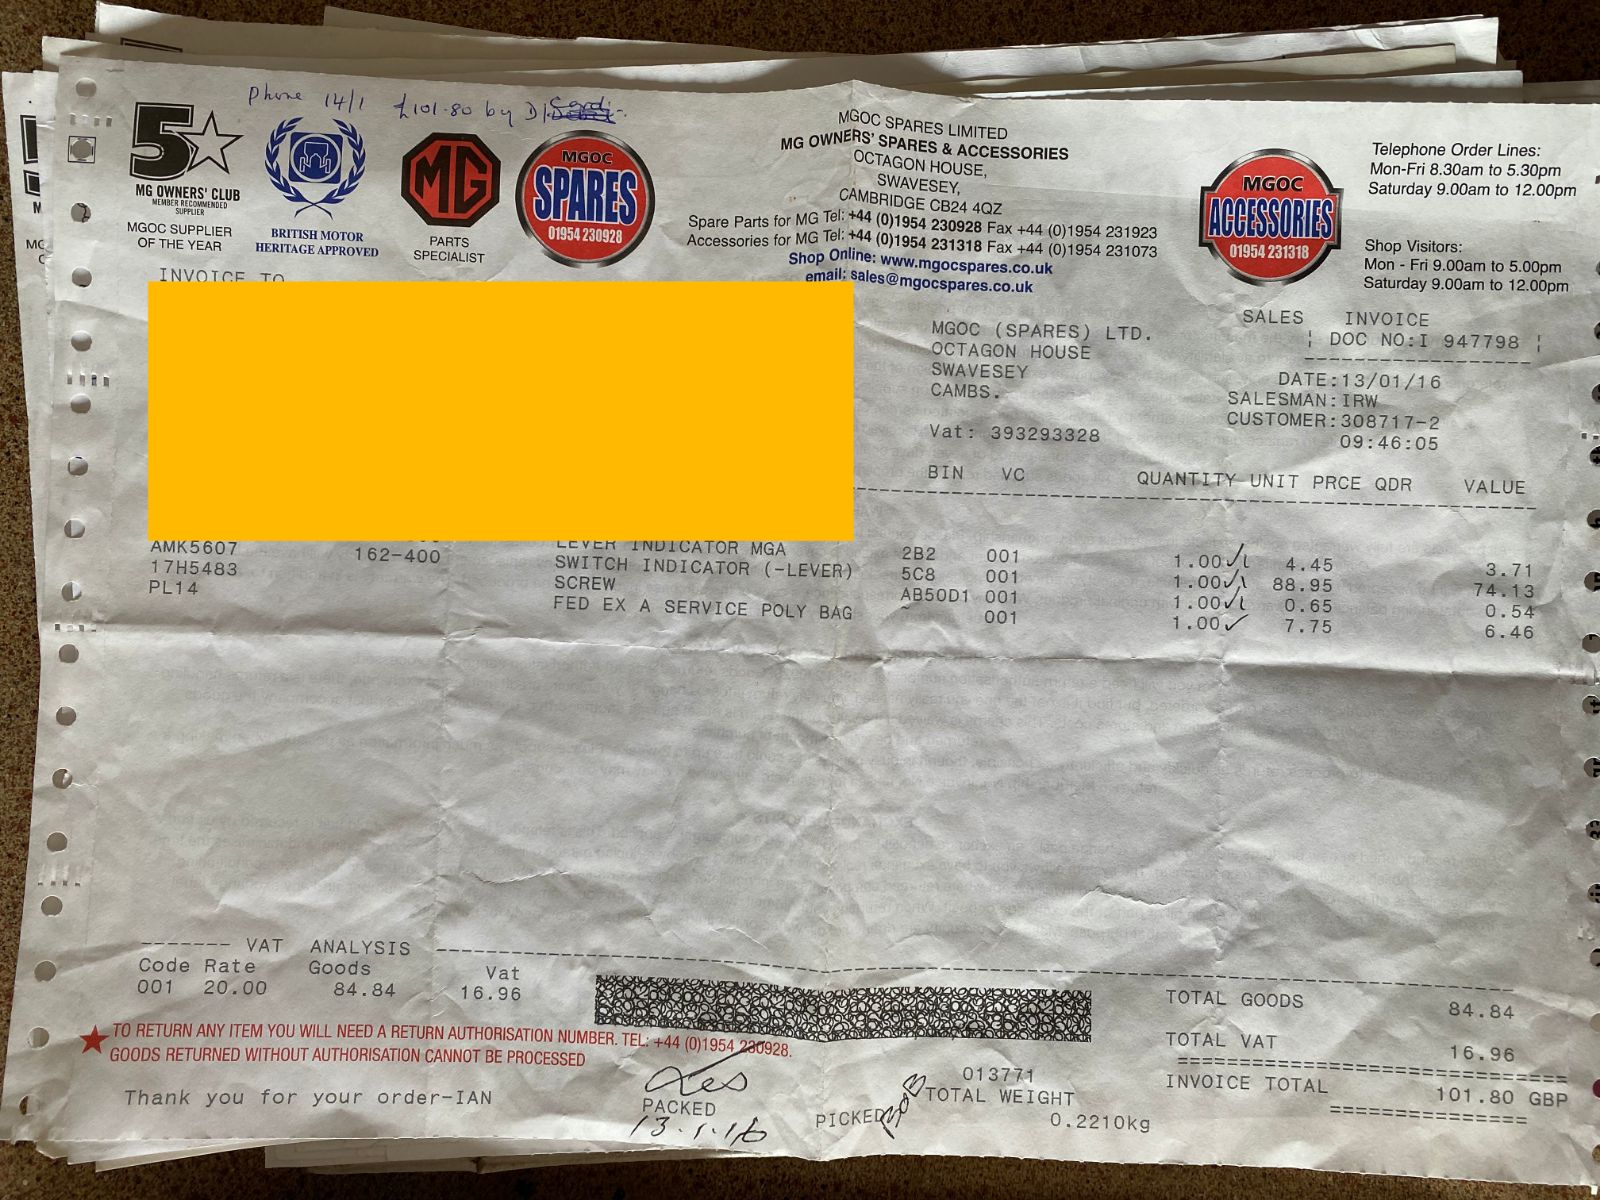 Phone 14/1 £101.80 by D/
5
MG OWNERS' CLUB
MEMBER RECOMMENDED
SUPPLIER
MGOC SUPPLIER
OF THE YEAR
BRITISH MOTOR
HERITAGE APPROVED
MG
PARTS
SPECIALIST
MGOC
SPARES
01954 230928
MGOC SPARES LIMITED
MG OWNERS' SPARES & ACCESSORIES
OCTAGON HOUSE,
SWAVESEY,
CAMBRIDGE CB24 4QZ
Spare Parts for MG Tel: +44 (0)1954 230928 Fax +44 (0)1954 231923
Accessories for MG Tel: +44 (0)1954 231318 Fax +44 (0)1954 231073
Shop Online: www.mgocspares.co.uk
email: sales@mgocspares.co.uk
MGOC
ACCESSORIES
01954 231318
Telephone Order Lines:
Mon-Fri 8.30am to 5.30pm
Saturday 9.00am to 12.00pm
Shop Visitors:
Mon - Fri 9.00am to 5.00pm
Saturday 9.00am to 12.00pm
INVOICE TO
MGOC (SPARES) LTD.
OCTAGON HOUSE
SWAVESEY
CAMBS.
Vat: 393293328
SALES INVOICE
¦ DOC NO:I 947798 ¦
DATE:13/01/16
SALESMAN:IRW
CUSTOMER:308717-2
09:46:05
BIN VC QUANTITY UNIT PRCE QDR VALUE
AMK5607 LEVER INDICATOR MGA 2B2 001 1.00 4.45 3.71
17H5483 162-400 SWITCH INDICATOR (-LEVER) 5C8 001 1.00 88.95 74.13
PL14 SCREW AB50D1 001 1.00 0.65 0.54
FED EX A SERVICE POLY BAG ~ 001 1.00 7.75 6.46
------- VAT ANALYSIS
Code Rate Goods Vat
001 20.00 84.84 16.96
TOTAL GOODS 84.84
TOTAL VAT 16.96
INVOICE TOTAL 101.80 GBP
TO RETURN ANY ITEM YOU WILL NEED A RETURN AUTHORISATION NUMBER. TEL: +44 (0)1954 230928.
GOODS RETURNED WITHOUT AUTHORISATION CANNOT BE PROCESSED
Thank you for your order-IAN
Les
PACKED
13.1.16
PICKED
013771
TOTAL WEIGHT
0.2210kg